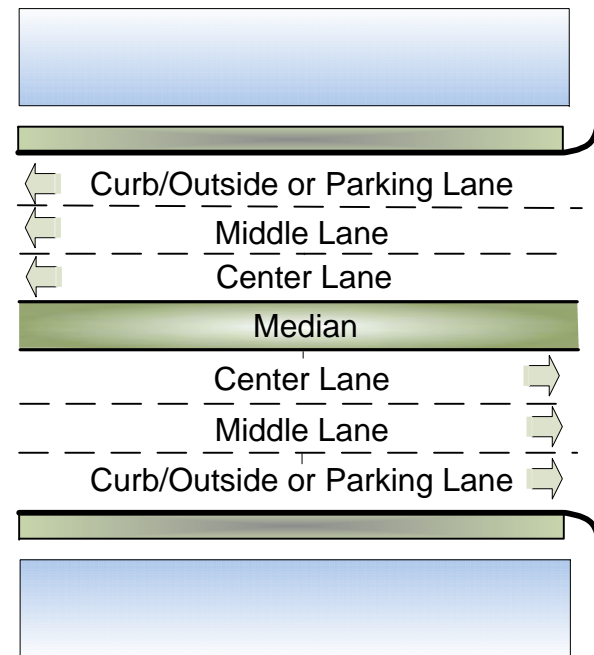 Curb/Outside or Parking Lane
Middle Lane
Center Lane
Median
Center Lane
Middle Lane
Curb/Outside or Parking Lane